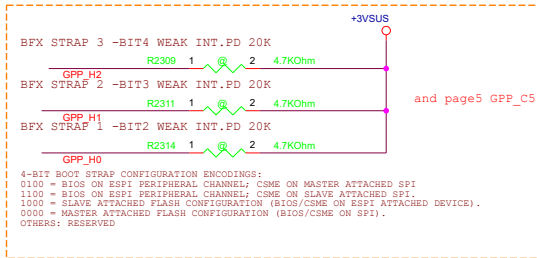 +3VSUS
BFX STRAP 3 -BIT4 WEAK INT.PD 20K
R2309 1 @ 2 4.7KOhm
GPP_H2
BFX STRAP 2 -BIT3 WEAK INT.PD 20K
and page5 GPP_C5
R2311 1 @ 2 4.7KOhm
GPP_H1
BFX STRAP 1 -BIT2 WEAK INT.PD 20K
R2314 1 @ 2 4.7KOhm
GPP_H0
4-BIT BOOT STRAP CONFIGURATION ENCODINGS:
0100 = BIOS ON ESPI PERIPHERAL CHANNEL; CSME ON MASTER ATTACHED SPI
1100 = BIOS ON ESPI PERIPHERAL CHANNEL; CSME ON SLAVE ATTACHED SPI.
1000 = SLAVE ATTACHED FLASH CONFIGURATION (BIOS/CSME ON ESPI ATTACHED DEVICE).
0000 = MASTER ATTACHED FLASH CONFIGURATION (BIOS/CSME ON SPI).
OTHERS: RESERVED